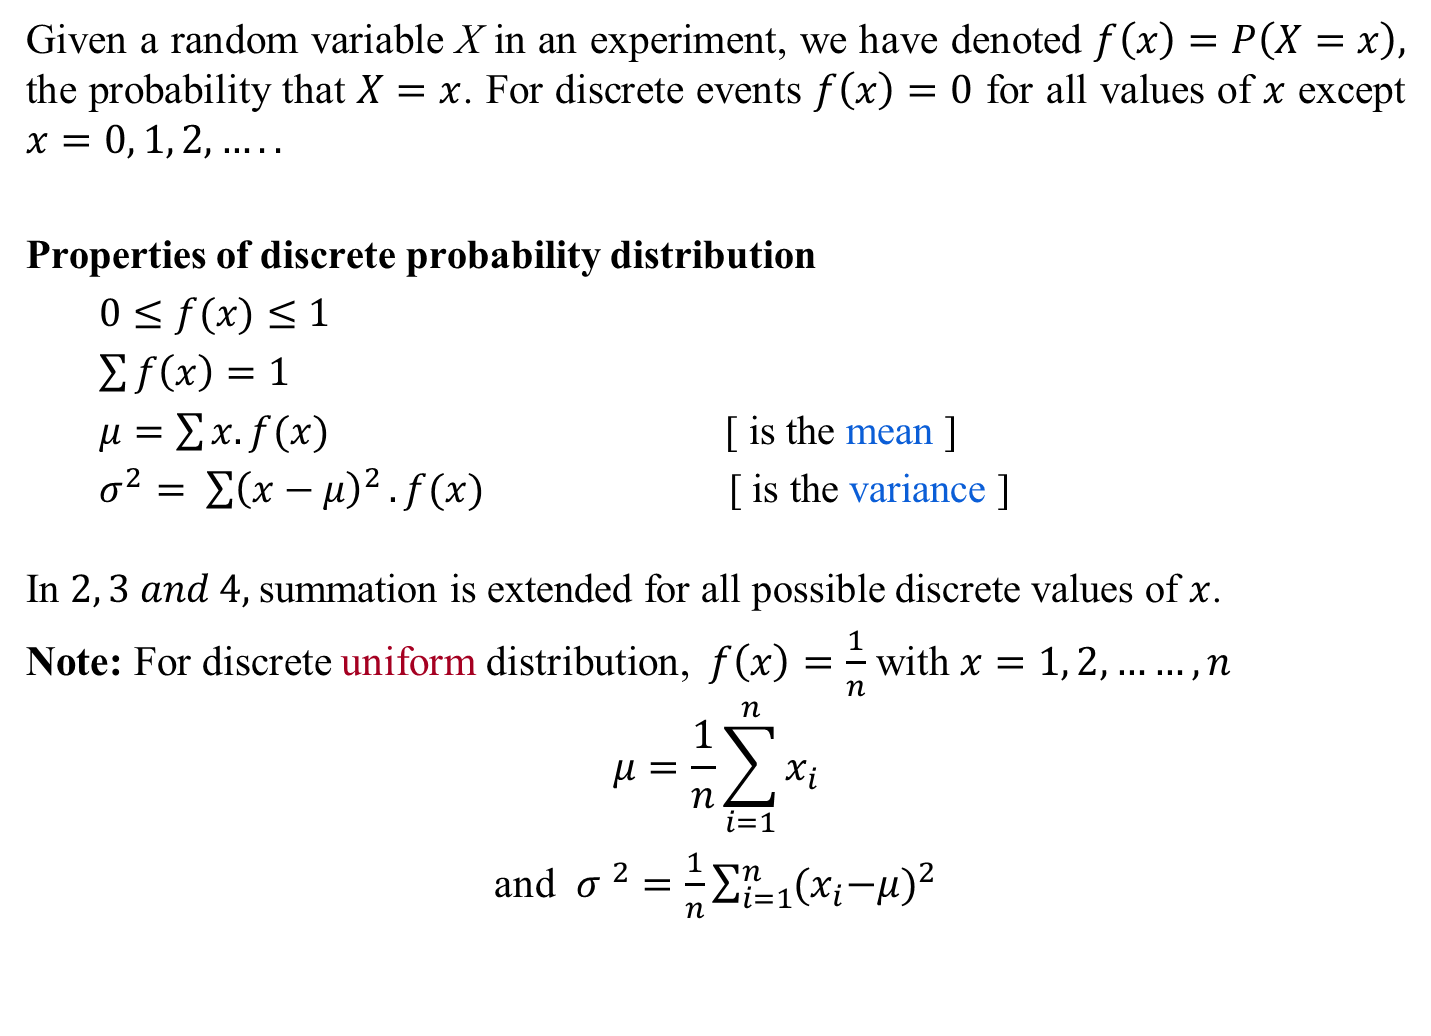 Given a random variable X in an experiment, we have denoted f(x) = P(X = x),
the probability that X = x. For discrete events f(x) = 0 for all values of x except
x = 0, 1, 2, … . .
Properties of discrete probability distribution
0 ≤ f(x) ≤ 1
∑ f(x) = 1
μ = ∑ x. f(x) [ is the mean ]
σ² = ∑(x − μ)² . f(x) [ is the variance ]
In 2, 3 and 4, summation is extended for all possible discrete values of x.
Note: For discrete uniform distribution, f(x) = 1/n with x = 1, 2, … … , n
μ = 1/n ∑_{i=1}^{n} x_i
and σ ² = 1/n ∑_{i=1}^{n} (x_i − μ)²